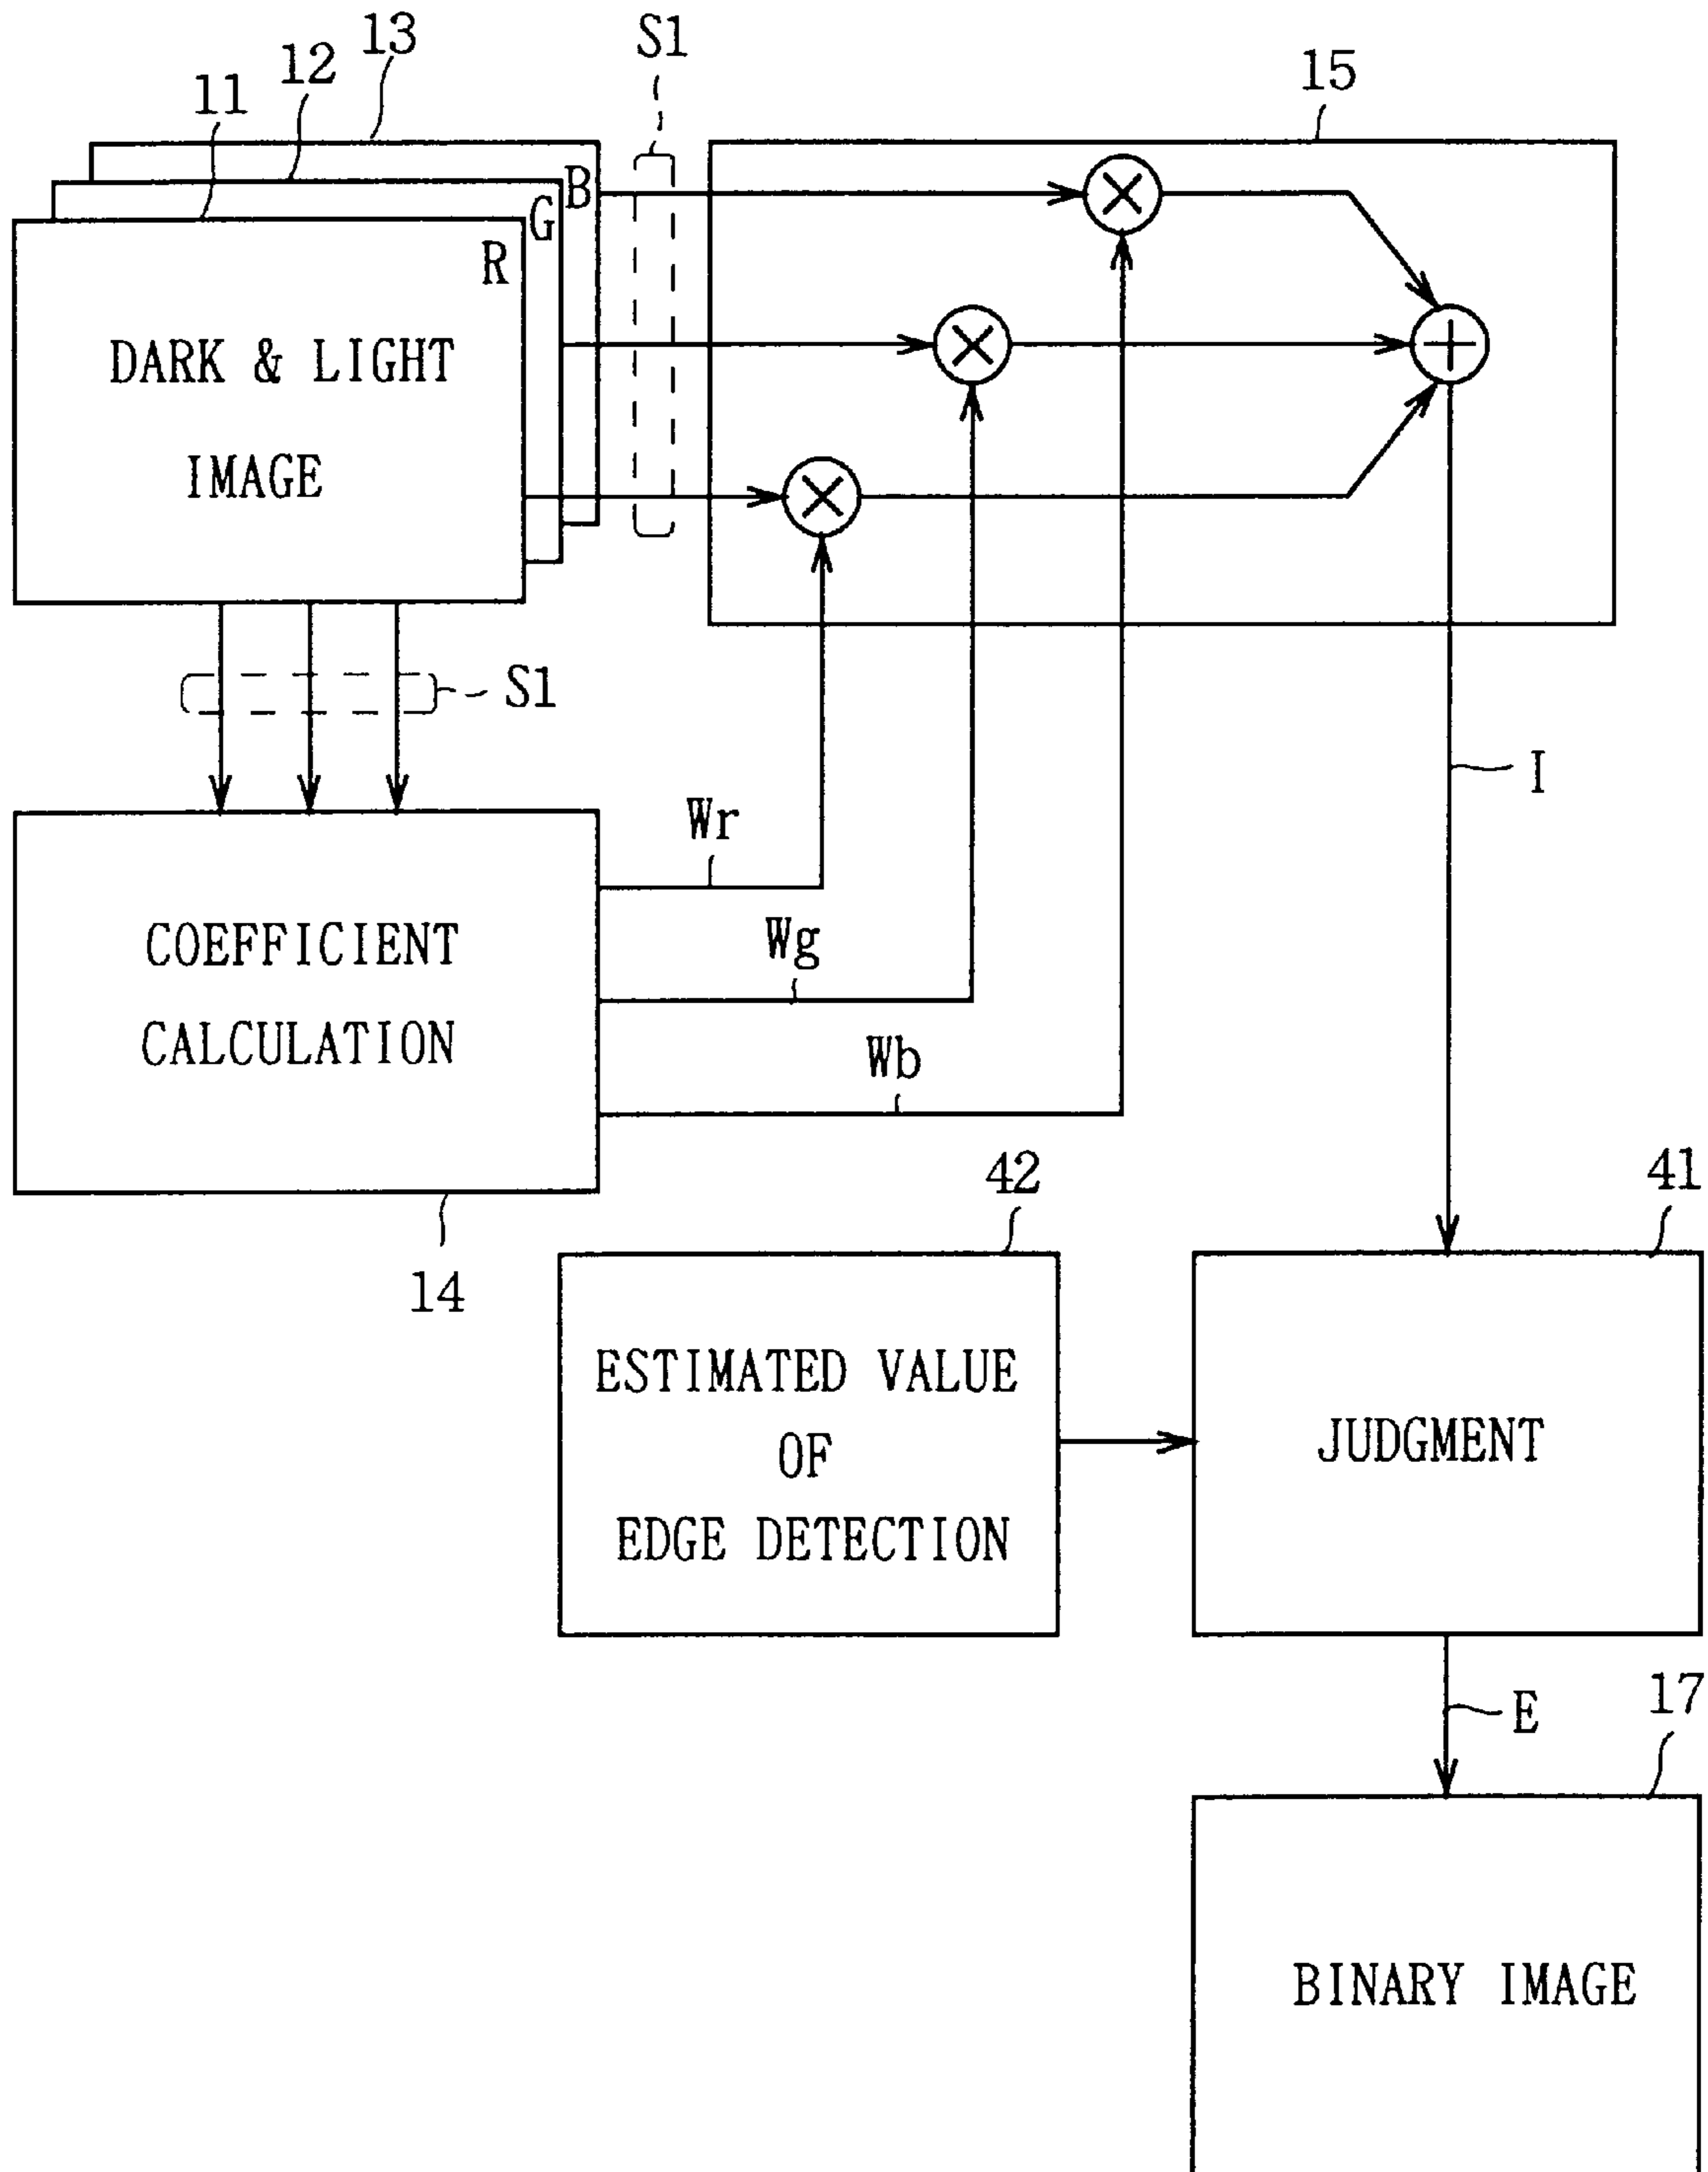 13
S1
12
15
11
B
G
R
DARK & LIGHT
IMAGE
S1
I
Wr
COEFFICIENT
Wg
CALCULATION
Wb
42
41
14
ESTIMATED VALUE
OF
EDGE DETECTION
JUDGMENT
17
E
BINARY IMAGE